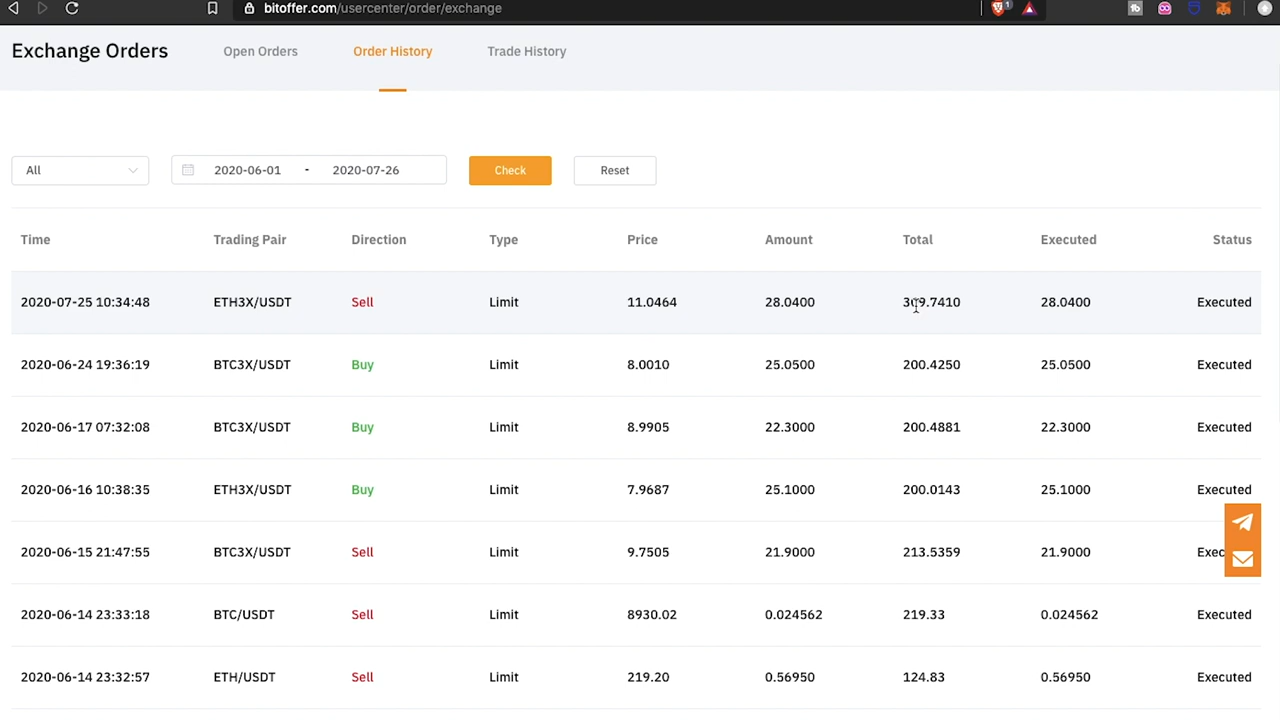 bitoffer.com/usercenter/order/exchange
Exchange Orders Open Orders Order History Trade History
All 2020-06-01 - 2020-07-26 Check Reset
Time Trading Pair Direction Type Price Amount Total Executed Status
2020-07-25 10:34:48 ETH3X/USDT Sell Limit 11.0464 28.0400 309.7410 28.0400 Executed
2020-06-24 19:36:19 BTC3X/USDT Buy Limit 8.0010 25.0500 200.4250 25.0500 Executed
2020-06-17 07:32:08 BTC3X/USDT Buy Limit 8.9905 22.3000 200.4881 22.3000 Executed
2020-06-16 10:38:35 ETH3X/USDT Buy Limit 7.9687 25.1000 200.0143 25.1000 Executed
2020-06-15 21:47:55 BTC3X/USDT Sell Limit 9.7505 21.9000 213.5359 21.9000 Exec
2020-06-14 23:33:18 BTC/USDT Sell Limit 8930.02 0.024562 219.33 0.024562 Executed
2020-06-14 23:32:57 ETH/USDT Sell Limit 219.20 0.56950 124.83 0.56950 Executed